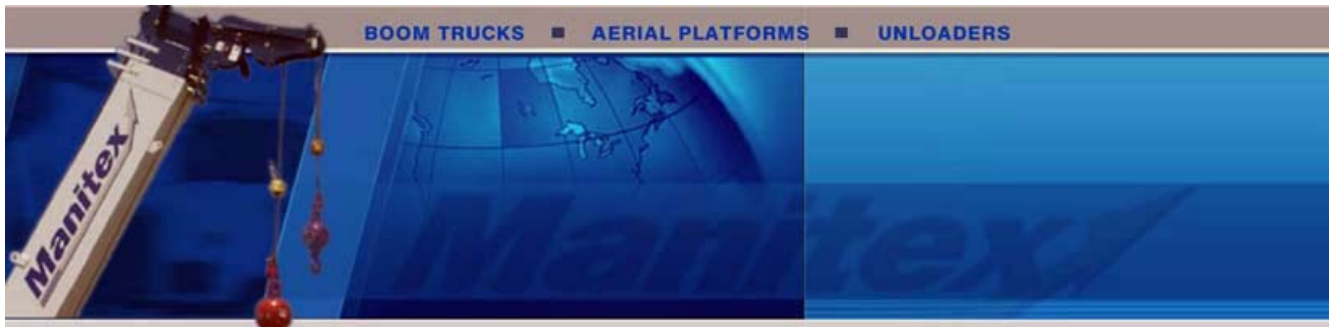 BOOM TRUCKS ■ AERIAL PLATFORMS ■ UNLOADERS
Manitex
Manitex